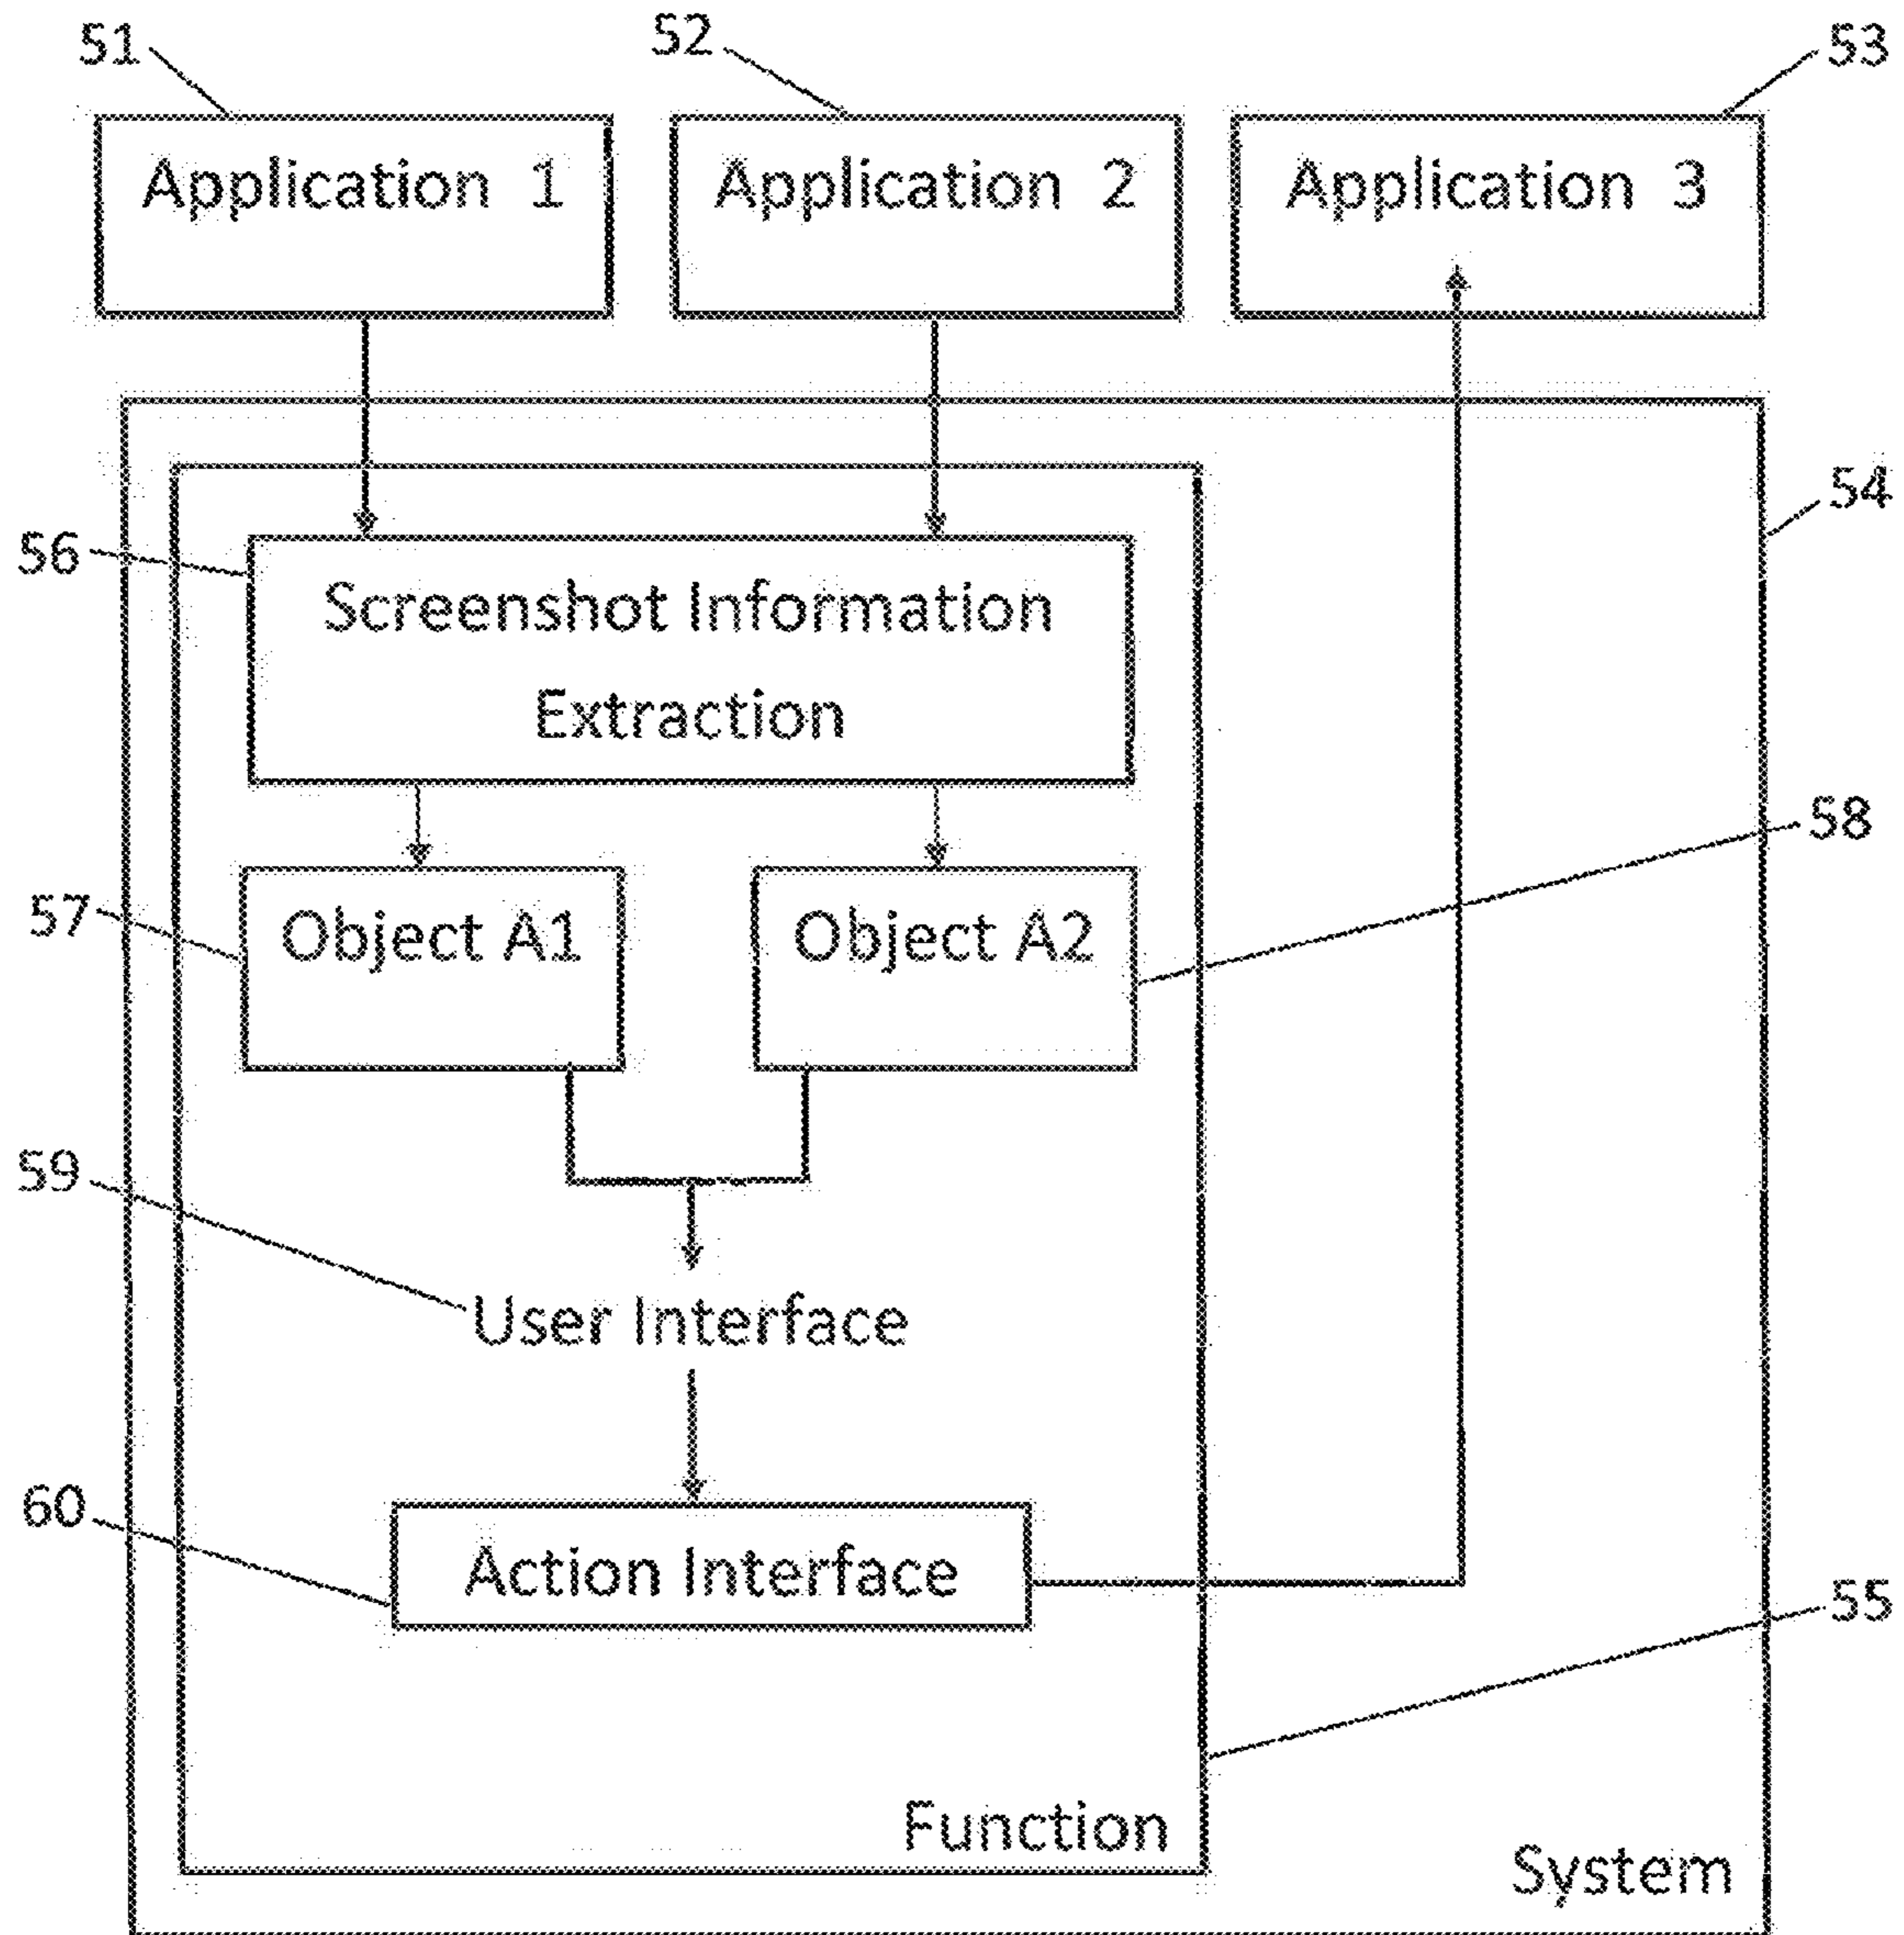 51
52
53
Application 1
Application 2
Application 3
54
56
Screenshot Information
Extraction
58
57
Object A1
Object A2
59
User Interface
60
Action Interface
55
Function
System